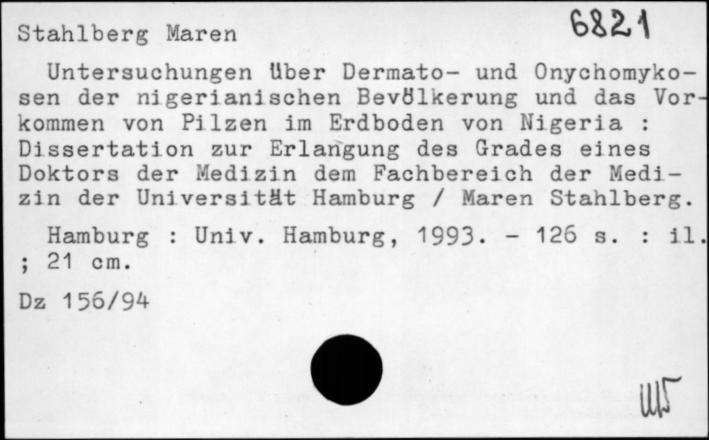 6821
Stahlberg Maren
Untersuchungen über Dermato- und Onychomyko-
sen der nigerianischen Bevölkerung und das Vor-
kommen von Pilzen im Erdboden von Nigeria :
Dissertation zur Erlangung des Grades eines
Doktors der Medizin dem Fachbereich der Medi-
zin der Universität Hamburg / Maren Stahlberg.
Hamburg : Univ. Hamburg, 1993. - 126 s. : il.
; 21 cm.
Dz 156/94